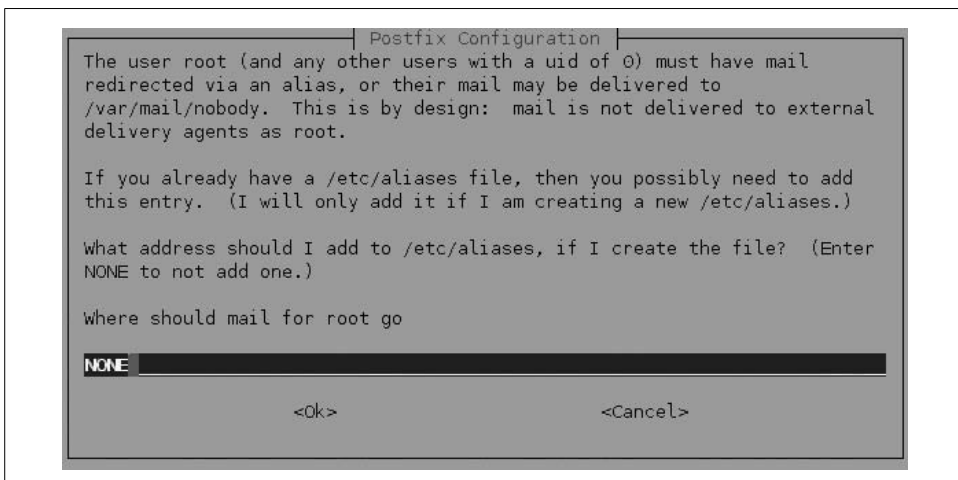 Postfix Configuration
The user root (and any other users with a uid of 0) must have mail
redirected via an alias, or their mail may be delivered to
/var/mail/nobody.  This is by design:  mail is not delivered to external
delivery agents as root.
If you already have a /etc/aliases file, then you possibly need to add
this entry.  (I will only add it if I am creating a new /etc/aliases.)
What address should I add to /etc/aliases, if I create the file?  (Enter
NONE to not add one.)
Where should mail for root go
NONE
<Ok> <Cancel>